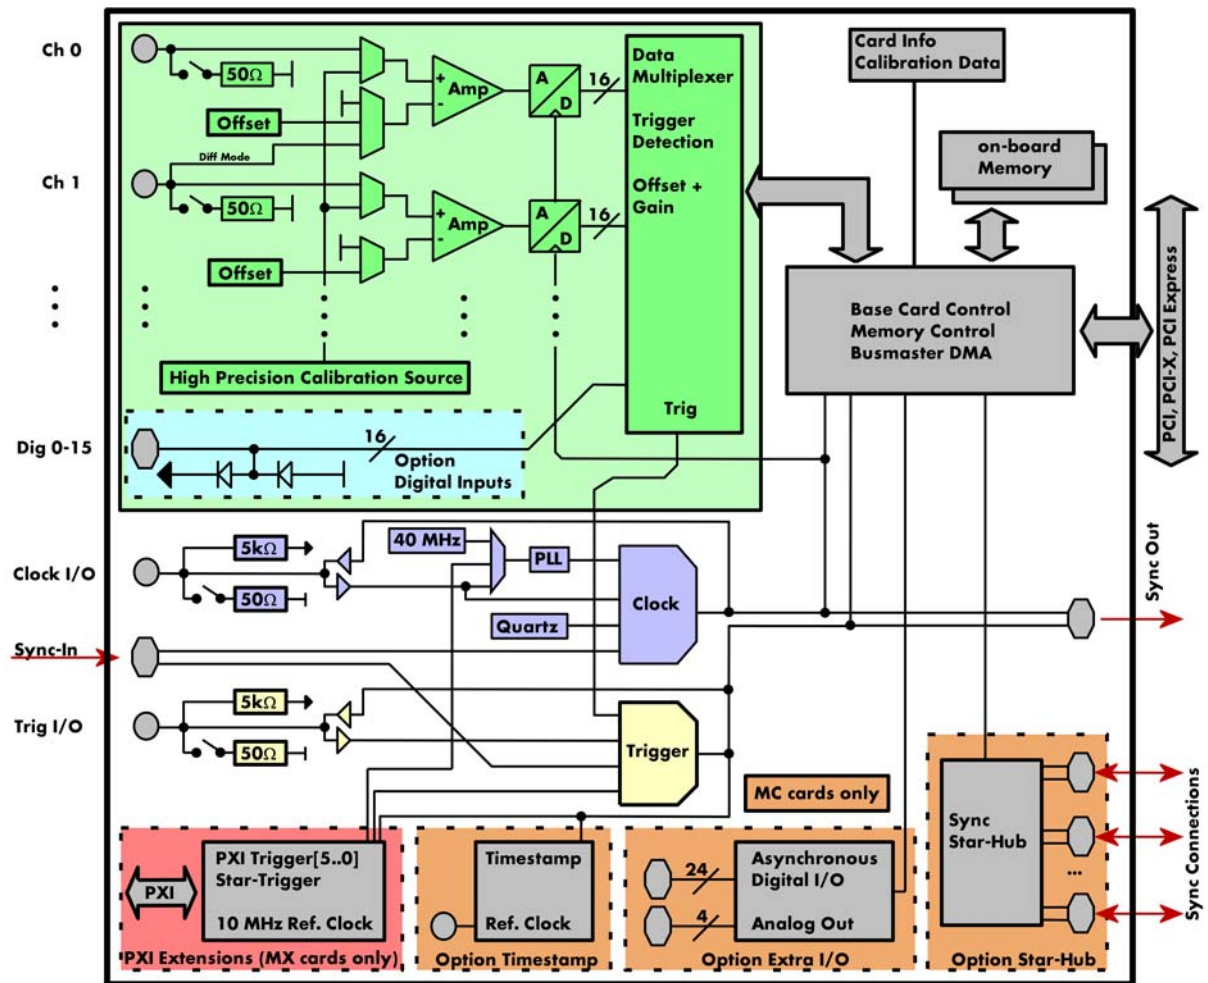 Ch 0
50Ω
Offset
Diff Mode
+
-
Amp
A
D
16
Data
Multiplexer
Trigger
Detection
Offset +
Gain
Trig
Card Info
Calibration Data
on-board
Memory
Ch 1
50Ω
Offset
+
-
Amp
A
D
16
High Precision Calibration Source
Base Card Control
Memory Control
Busmaster DMA
PCI, PCI-X, PCI Express
Dig 0-15
16
Option
Digital Inputs
Clock I/O
5kΩ
50Ω
40 MHz
PLL
Quartz
Clock
Sync Out
Sync-In
Trig I/O
5kΩ
50Ω
Trigger
MC cards only
PXI
PXI Trigger[5..0]
Star-Trigger
10 MHz Ref. Clock
PXI Extensions (MX cards only)
Timestamp
Ref. Clock
Option Timestamp
24
4
Asynchronous
Digital I/O
Analog Out
Option Extra I/O
Sync
Star-Hub
...
Option Star-Hub
Sync Connections